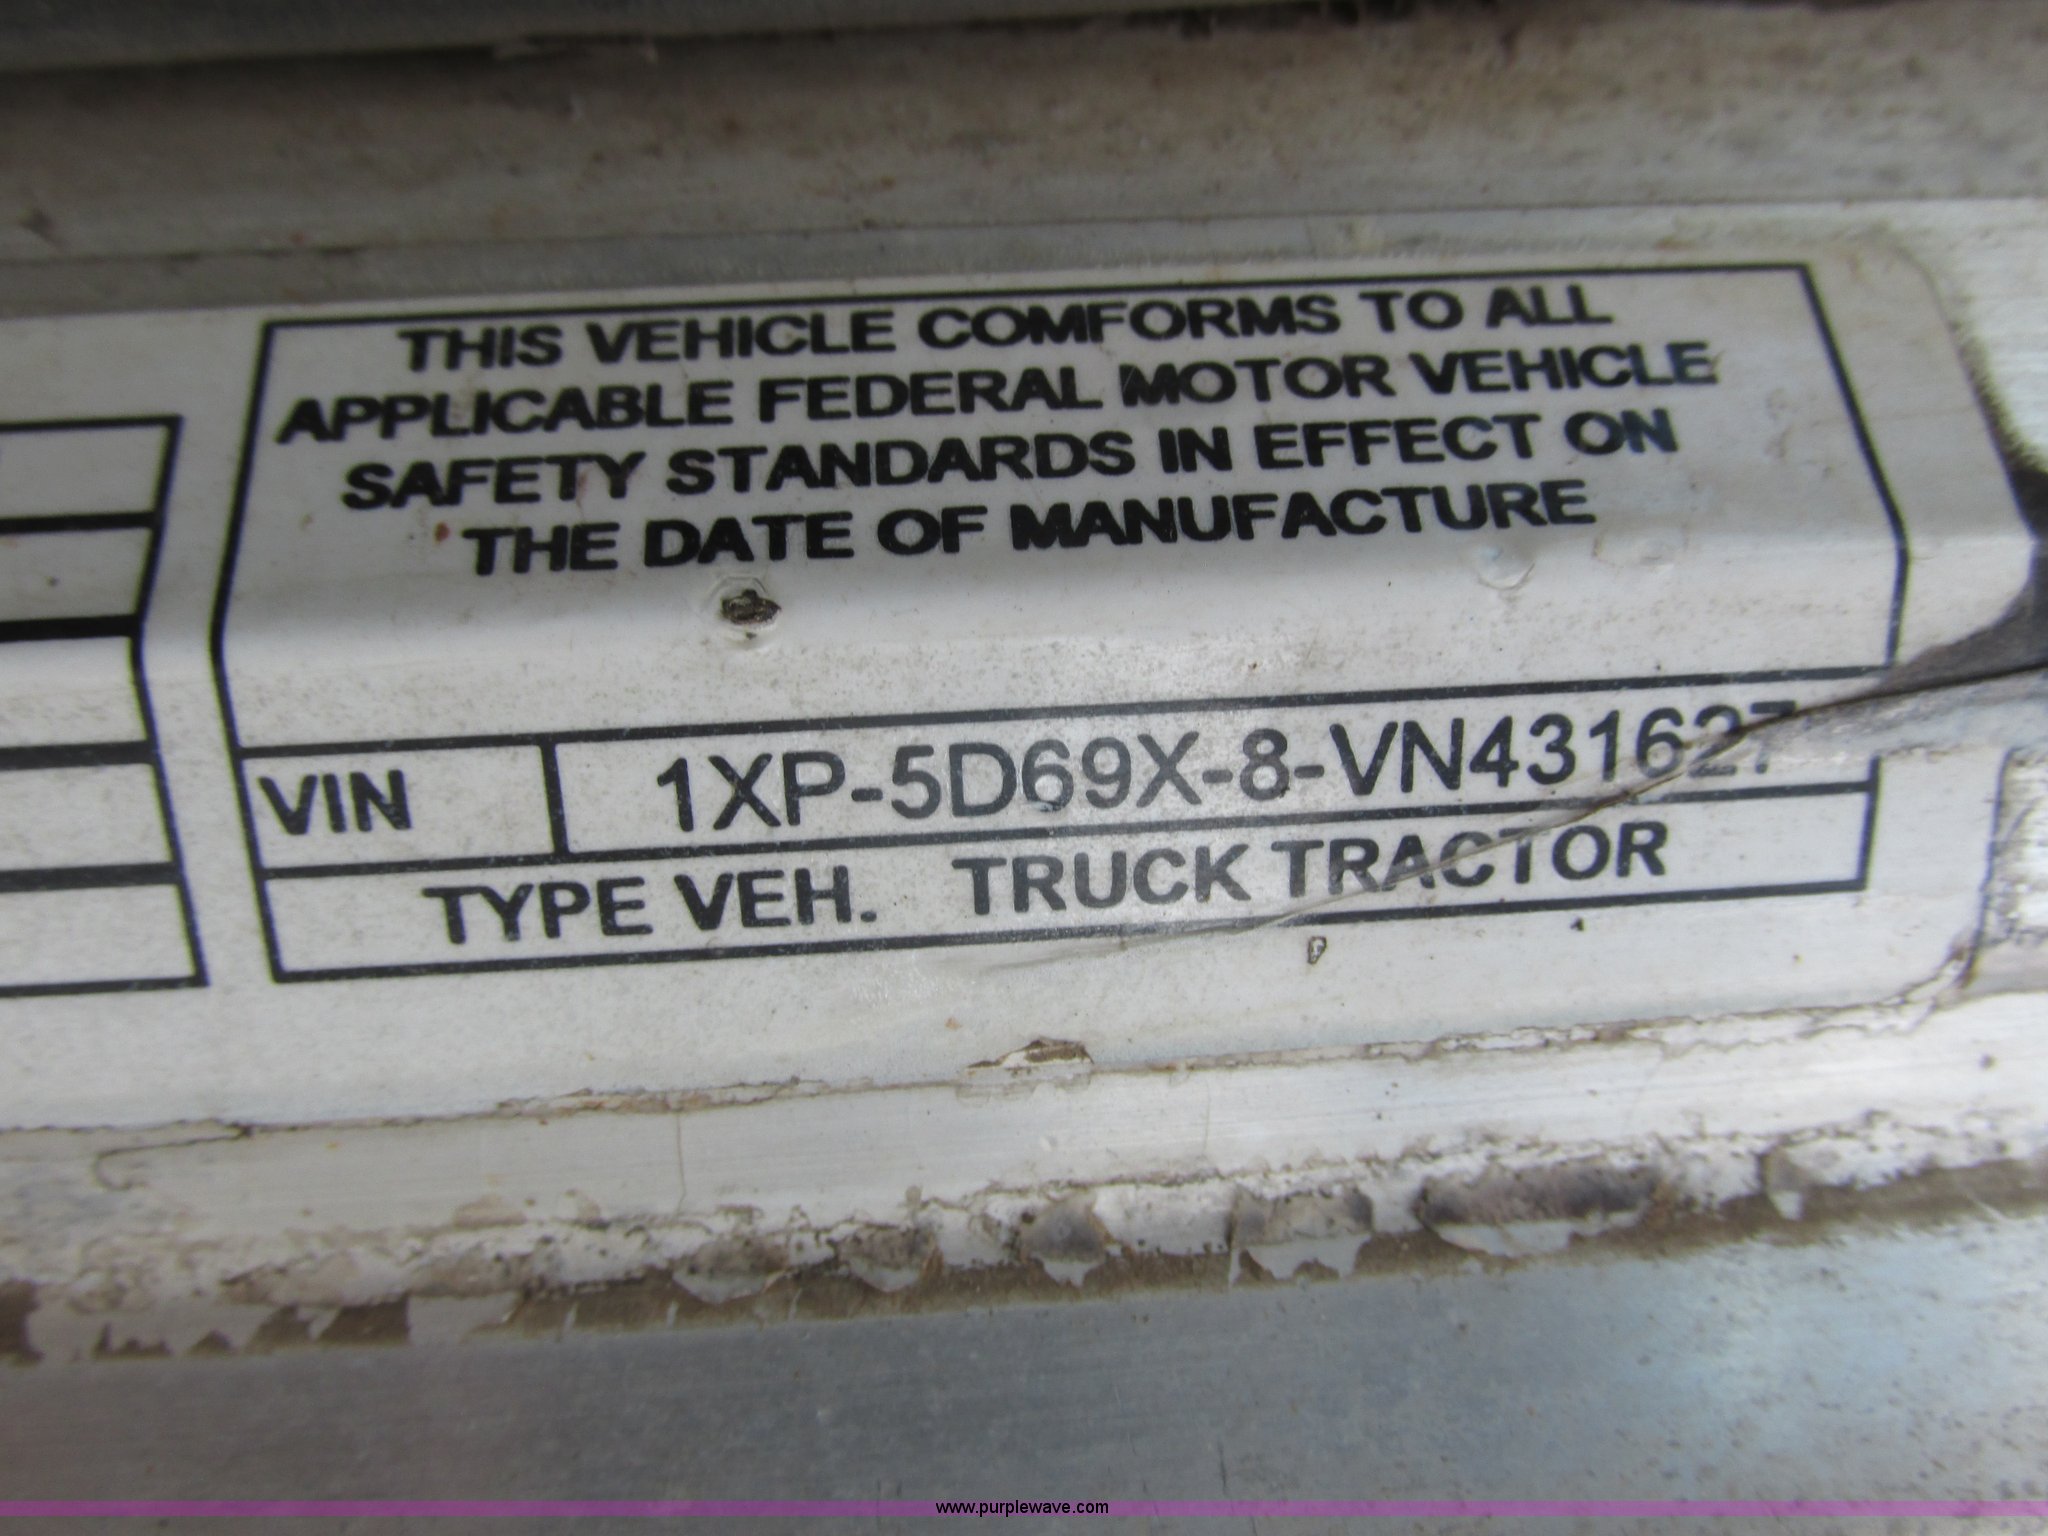 THIS VEHICLE COMFORMS TO ALL
APPLICABLE FEDERAL MOTOR VEHICLE
SAFETY STANDARDS IN EFFECT ON
THE DATE OF MANUFACTURE
VIN 1XP-5D69X-8-VN431627
TYPE VEH. TRUCK TRACTOR
www.purplewave.com